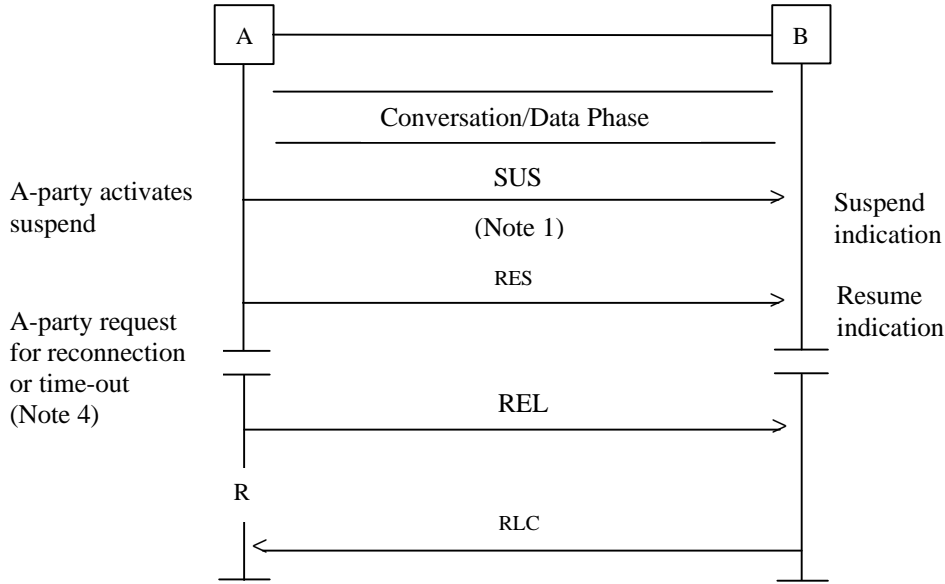 A
B
Conversation/Data Phase
SUS
A-party activates
suspend
(Note 1)
Suspend
indication
RES
Resume
indication
A-party request
for reconnection
or time-out
(Note 4)
REL
R
RLC